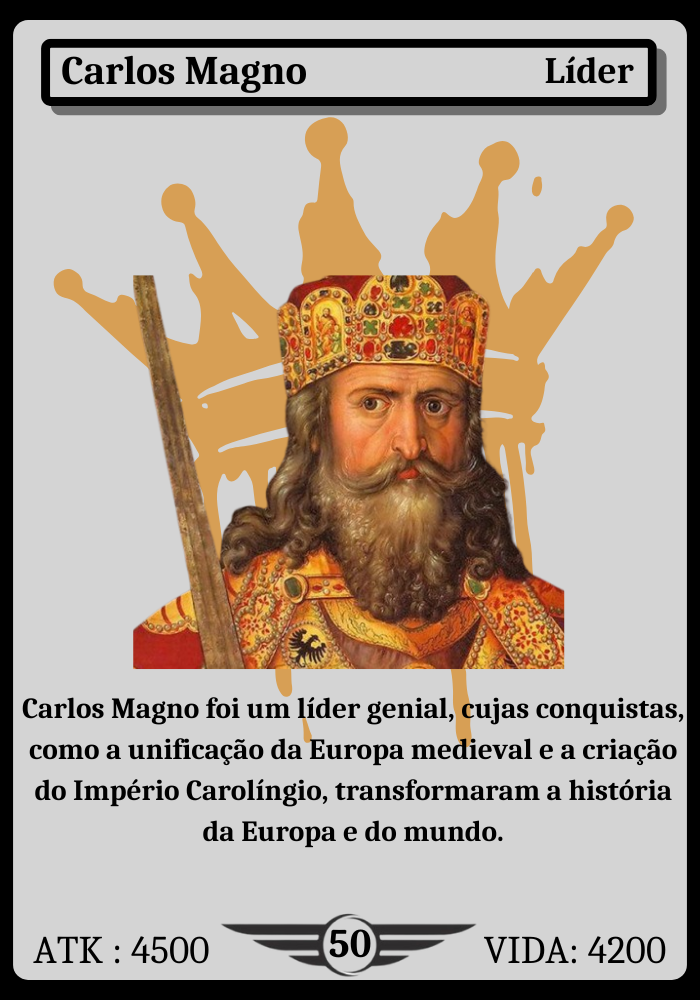 Carlos Magno Líder
Carlos Magno foi um líder genial, cujas conquistas,
como a unificação da Europa medieval e a criação
do Império Carolíngio, transformaram a história
da Europa e do mundo.
ATK : 4500 50 VIDA: 4200